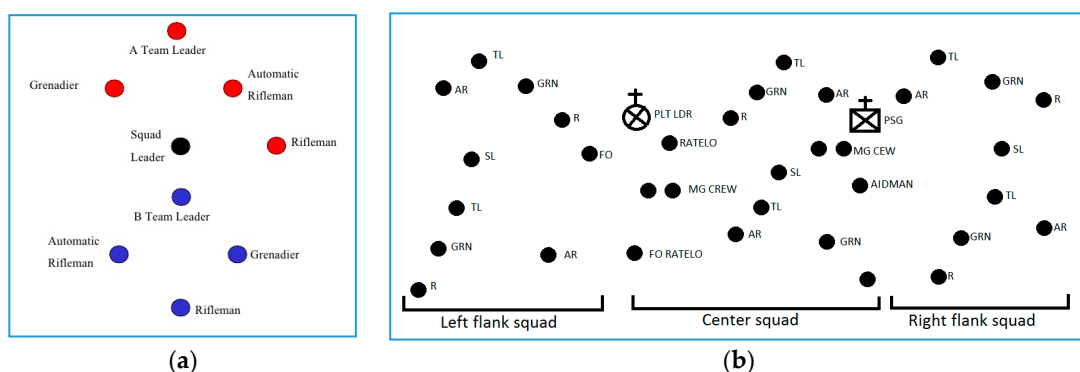 A Team Leader
Grenadier
Automatic
Rifleman
Squad
Leader
Rifleman
B Team Leader
Automatic
Rifleman
Grenadier
Rifleman
(a)
TL
AR
GRN
R
FO
SL
TL
GRN
AR
R
PLT LDR
RATELO
MG CREW
FO RATELO
TL
GRN
AR
R
PSG
MG CEW
SL
AIDMAN
TL
AR
GRN
TL
GRN
AR
R
SL
TL
AR
GRN
R
Left flank squad
Center squad
Right flank squad
(b)